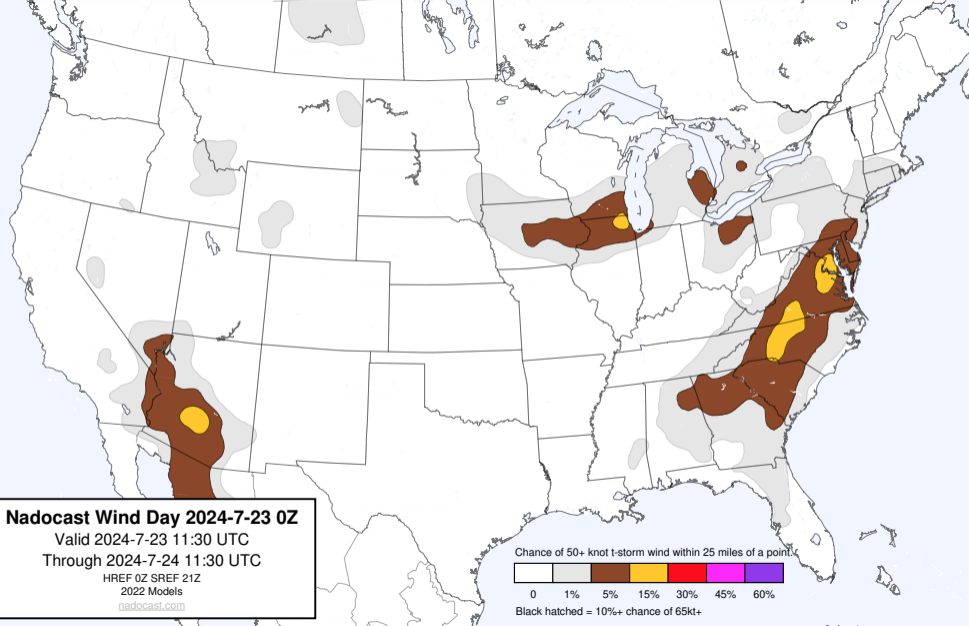 Nadocast Wind Day 2024-7-23 0Z
Valid 2024-7-23 11:30 UTC
Through 2024-7-24 11:30 UTC
HREF 0Z SREF 21Z
2022 Models
nadocast.com
Chance of 50+ knot t-storm wind within 25 miles of a point.
0 1% 5% 15% 30% 45% 60%
Black hatched = 10%+ chance of 65kt+